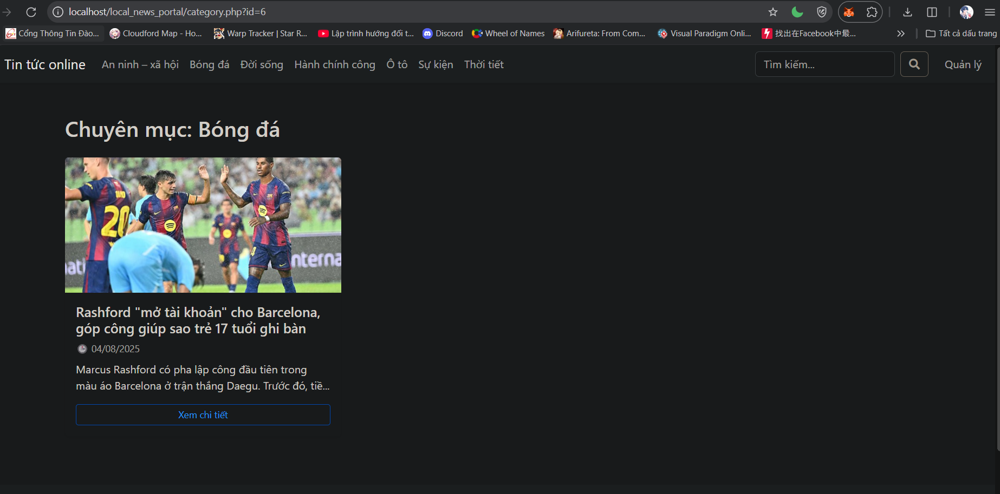 localhost/local_news_portal/category.php?id=6
Cổng Thông Tin Đào...
Cloudford Map - Ho...
Warp Tracker | Star R...
Lập trình hướng đối t...
Discord
Wheel of Names
Arifureta: From Com...
Visual Paradigm Onli...
找出在Facebook中最...
Tất cả dấu trang
Tin tức online
An ninh – xã hội
Bóng đá
Đời sống
Hành chính công
Ô tô
Sự kiện
Thời tiết
Tìm kiếm...
Quản lý
Chuyên mục: Bóng đá
20
4
nterna
Rashford "mở tài khoản" cho Barcelona,
góp công giúp sao trẻ 17 tuổi ghi bàn
04/08/2025
Marcus Rashford có pha lập công đầu tiên trong
màu áo Barcelona ở trận thắng Daegu. Trước đó, tiề...
Xem chi tiết